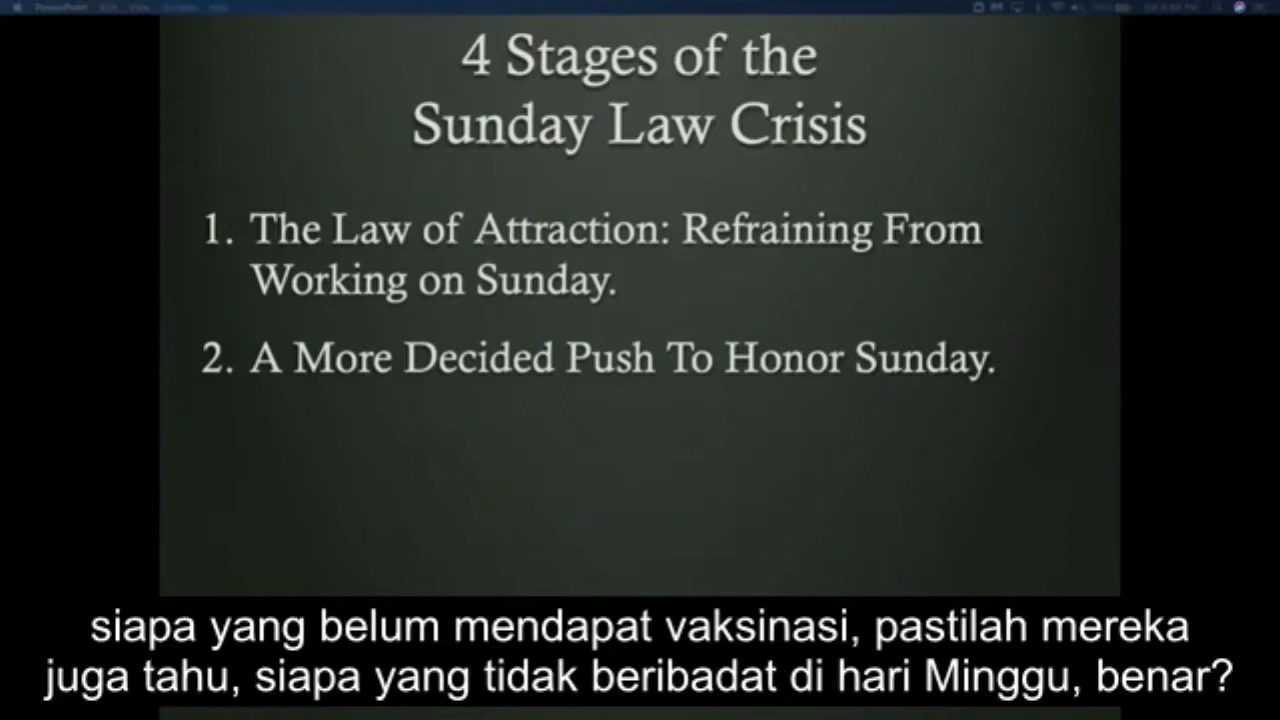 PowerPoint
4 Stages of the
Sunday Law Crisis
1. The Law of Attraction: Refraining From
Working on Sunday.
2. A More Decided Push To Honor Sunday.
siapa yang belum mendapat vaksinasi, pastilah mereka
juga tahu, siapa yang tidak beribadat di hari Minggu, benar?